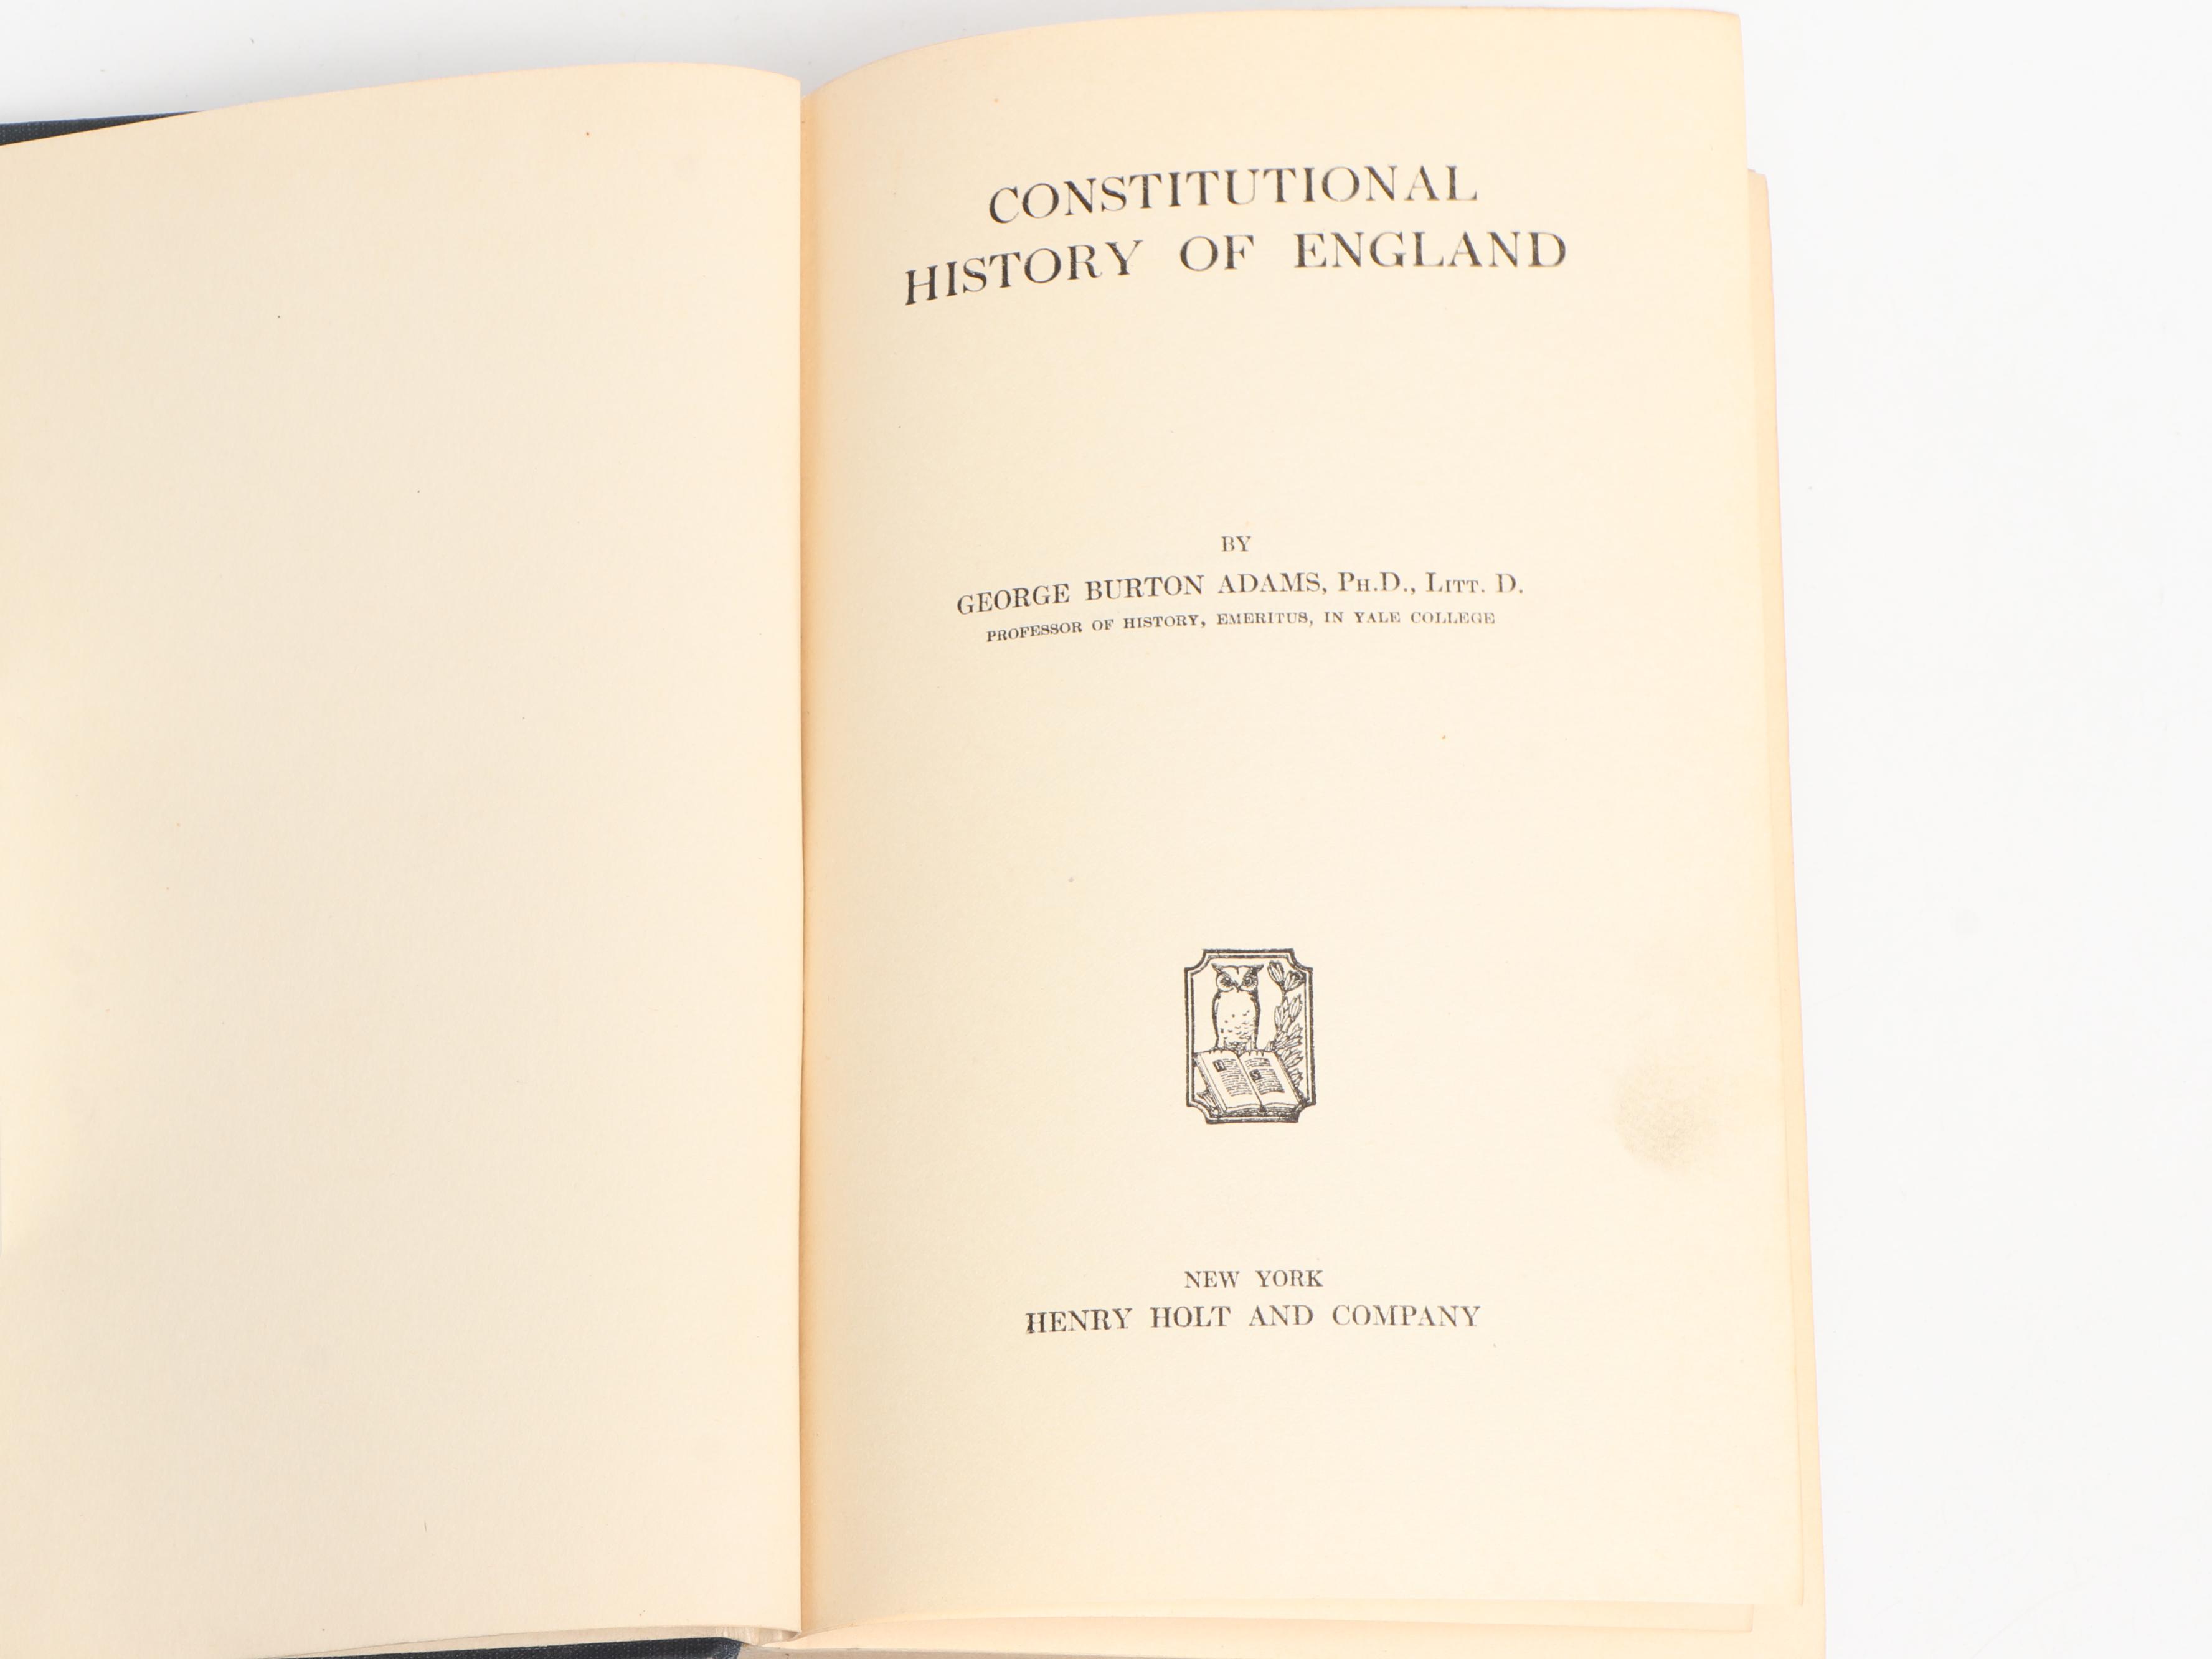 CONSTITUTIONAL
HISTORY OF ENGLAND
BY
GEORGE BURTON ADAMS, PH.D., LITT. D.
PROFESSOR OF HISTORY, EMERITUS, IN YALE COLLEGE
NEW YORK
HENRY HOLT AND COMPANY